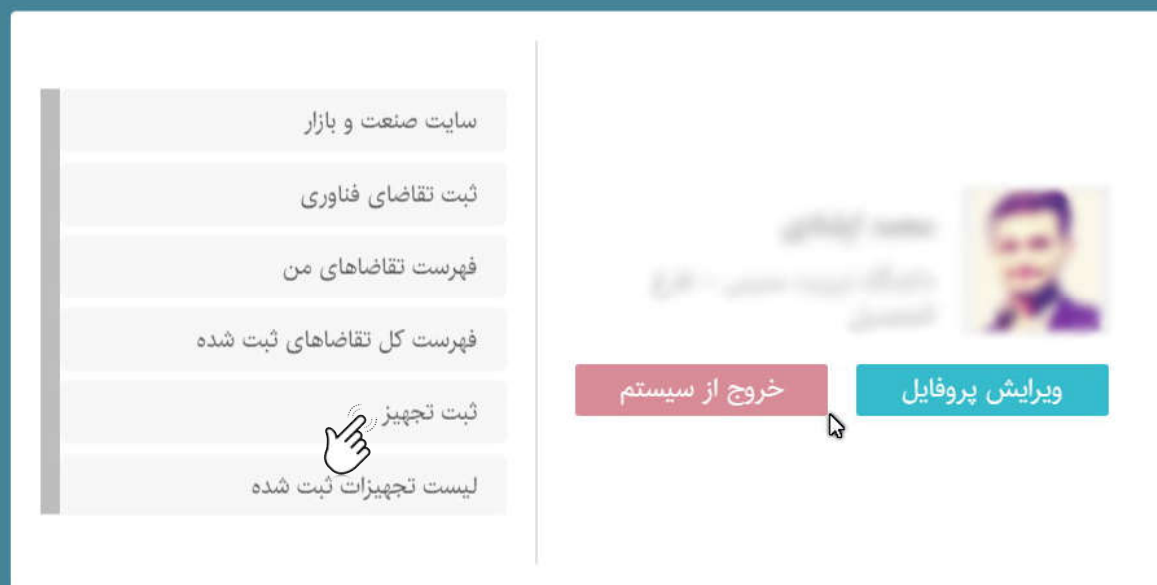 ویرایش پروفایل
خروج از سیستم
سایت صنعت و بازار
ثبت تقاضای فناوری
فهرست تقاضاهای من
فهرست کل تقاضاهای ثبت شده
ثبت تجهیز
لیست تجهیزات ثبت شده